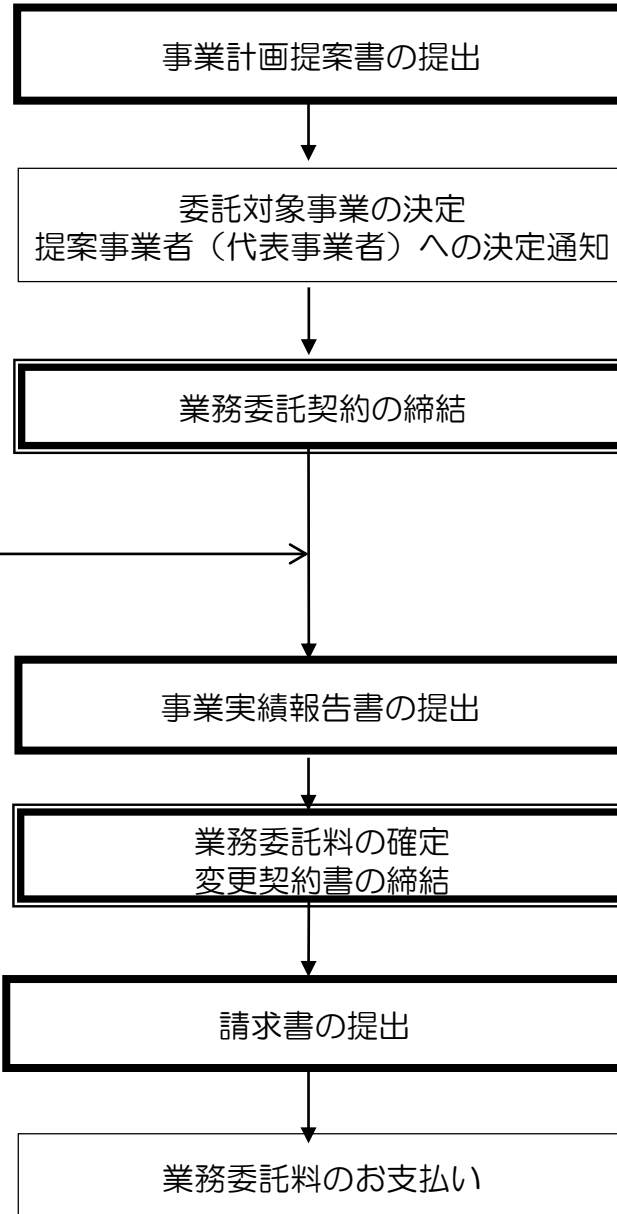 事業計画提案書の提出
委託対象事業の決定
提案事業者（代表事業者）への決定通知
業務委託契約の締結
事業実績報告書の提出
業務委託料の確定
変更契約書の締結
請求書の提出
業務委託料のお支払い